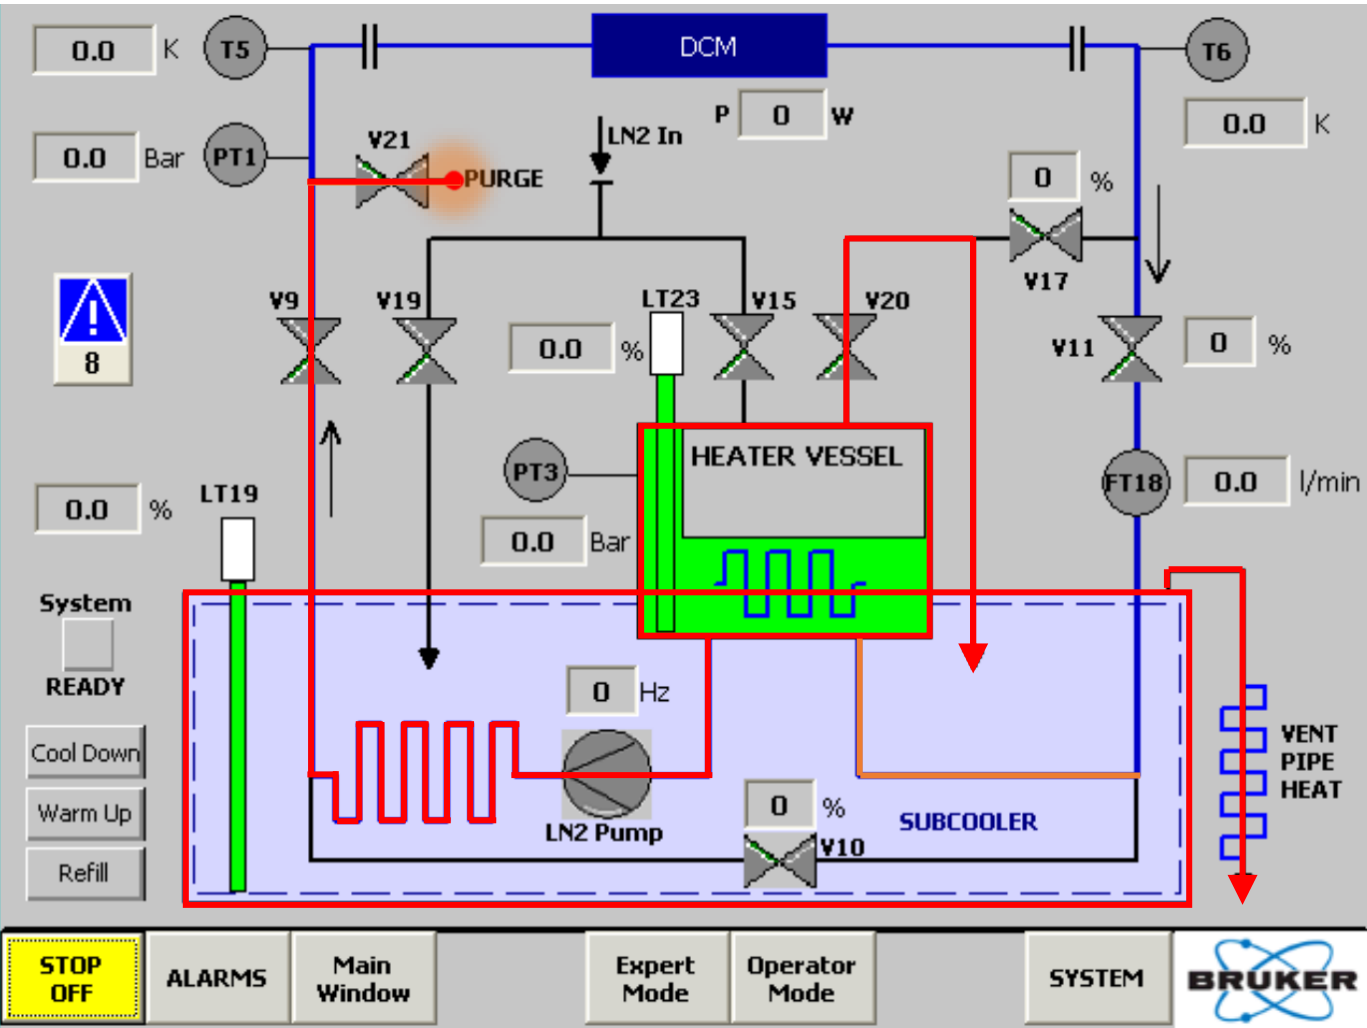 0.0 K T5 DCM T6
P 0 W
0.0 K
V21 LN2 In
0.0 Bar PT1 PURGE
0 %
V17
V9 V19 LT23 V15 V20
0.0 % V11 0 %
8
HEATER VESSEL
PT3 FT18 0.0 l/min
LT19
0.0 %
0.0 Bar
System
READY
0 Hz
Cool Down
VENT
PIPE
HEAT
Warm Up
LN2 Pump
0 %
V10
SUBCOOLER
Refill
STOP
OFF
ALARMS
Main
Window
Expert
Mode
Operator
Mode
SYSTEM
BRUKER